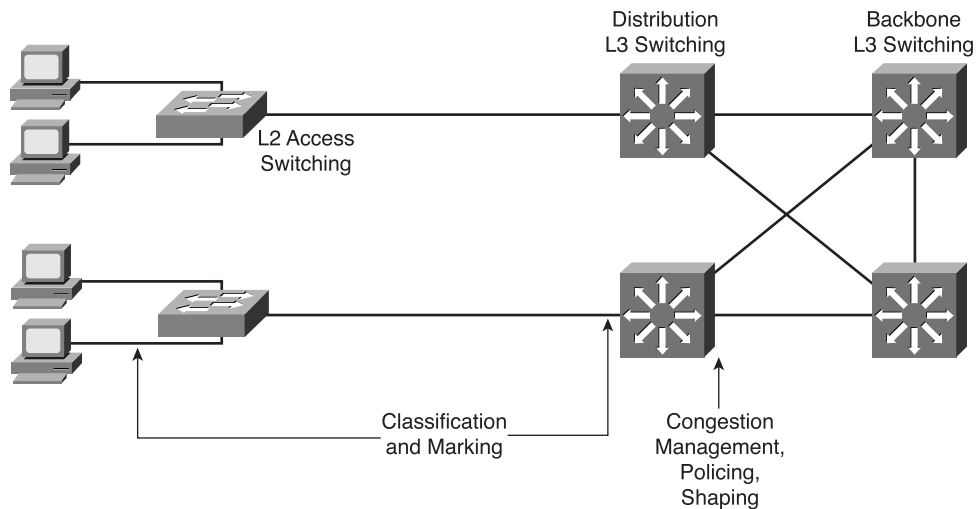 Distribution
L3 Switching
Backbone
L3 Switching
L2 Access
Switching
Classification
and Marking
Congestion
Management,
Policing,
Shaping